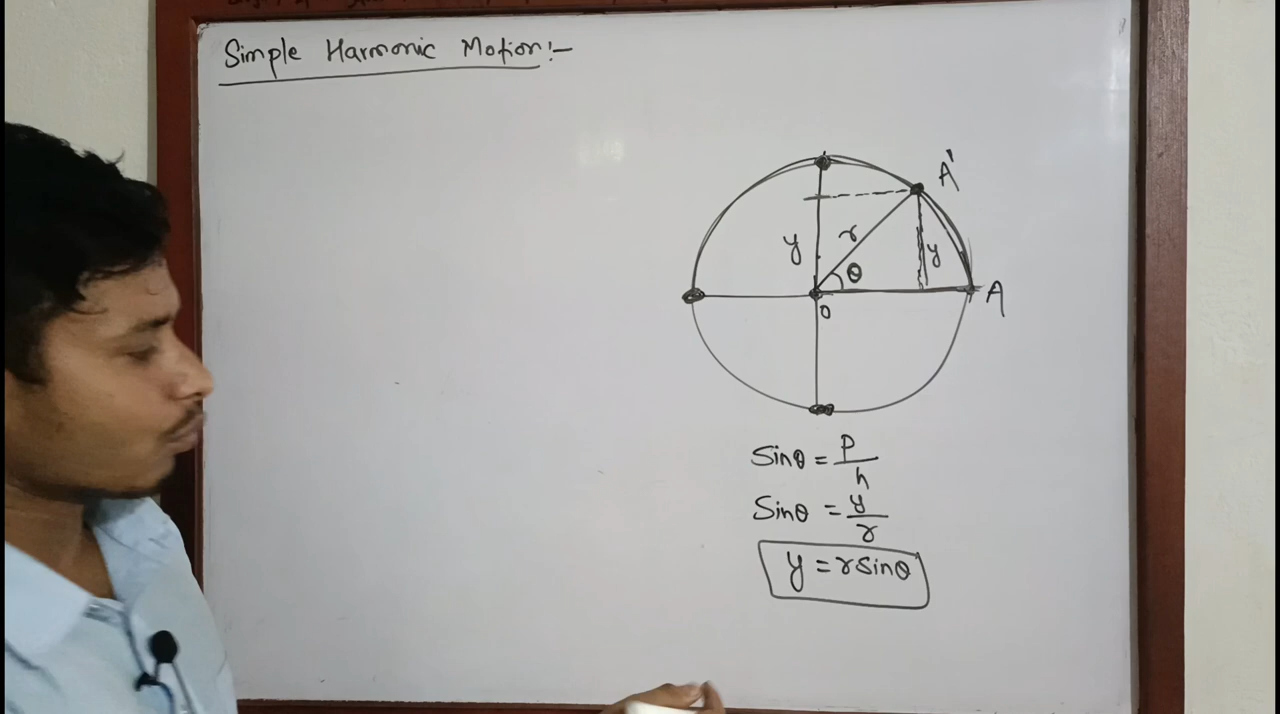 Simple Harmonic Motion:-
A'
y
r
y
θ
A
O
Sinθ = P/h
Sinθ = y/r
y = rsinθ